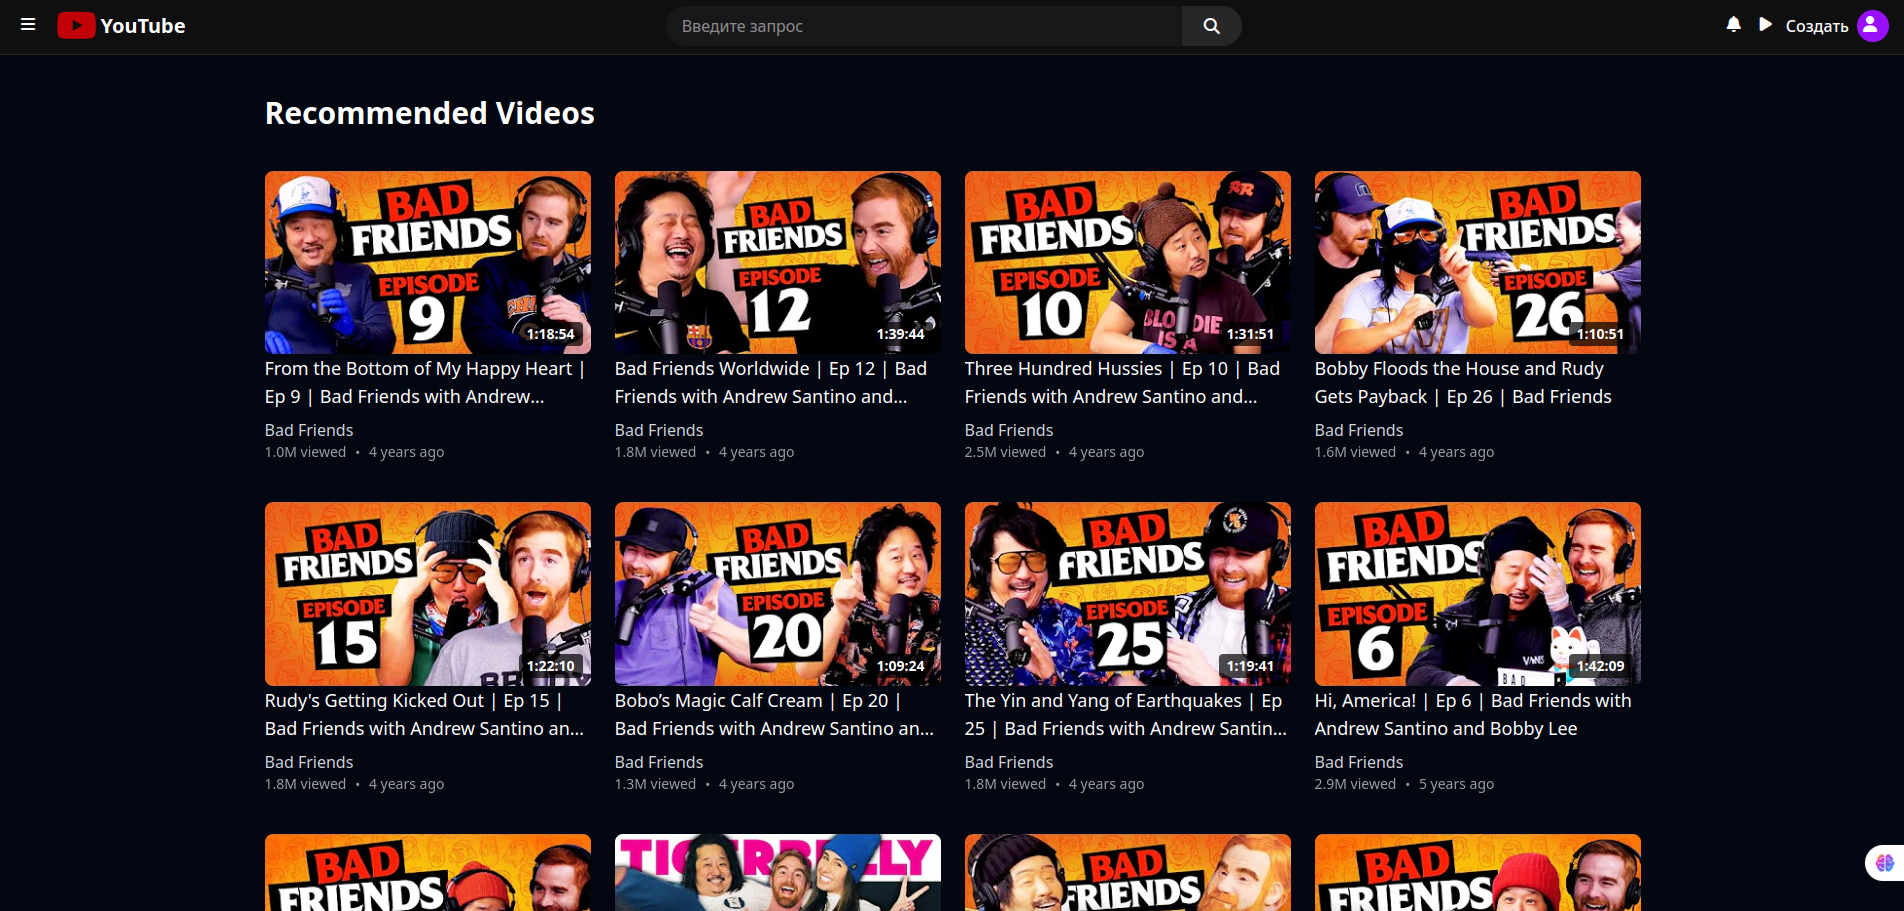 YouTube
Введите запрос
Создать
Recommended Videos
BAD
FRIENDS
EPISODE
9
1:18:54
BAD
FRIENDS
EPISODE
12
1:39:44
BAD
FRIENDS
EPISODE
10
1:31:51
BAD
FRIENDS
EPISODE
26
1:10:51
From the Bottom of My Happy Heart |
Ep 9 | Bad Friends with Andrew...
Bad Friends
1.0M viewed • 4 years ago
Bad Friends Worldwide | Ep 12 | Bad
Friends with Andrew Santino and...
Bad Friends
1.8M viewed • 4 years ago
Three Hundred Hussies | Ep 10 | Bad
Friends with Andrew Santino and...
Bad Friends
2.5M viewed • 4 years ago
Bobby Floods the House and Rudy
Gets Payback | Ep 26 | Bad Friends
Bad Friends
1.6M viewed • 4 years ago
BAD
FRIENDS
EPISODE
15
1:22:10
BAD
FRIENDS
EPISODE
20
1:09:24
BAD
FRIENDS
EPISODE
25
1:19:41
BAD
FRIENDS
EPISODE
6
VANS
BAD
1:42:09
Rudy's Getting Kicked Out | Ep 15 |
Bad Friends with Andrew Santino an...
Bad Friends
1.8M viewed • 4 years ago
Bobo’s Magic Calf Cream | Ep 20 |
Bad Friends with Andrew Santino an...
Bad Friends
1.3M viewed • 4 years ago
The Yin and Yang of Earthquakes | Ep
25 | Bad Friends with Andrew Santin...
Bad Friends
1.8M viewed • 4 years ago
Hi, America! | Ep 6 | Bad Friends with
Andrew Santino and Bobby Lee
Bad Friends
2.9M viewed • 5 years ago
BAD
FRIENDS
TIGERBELLY
BAD
FRIENDS
BAD
FRIENDS